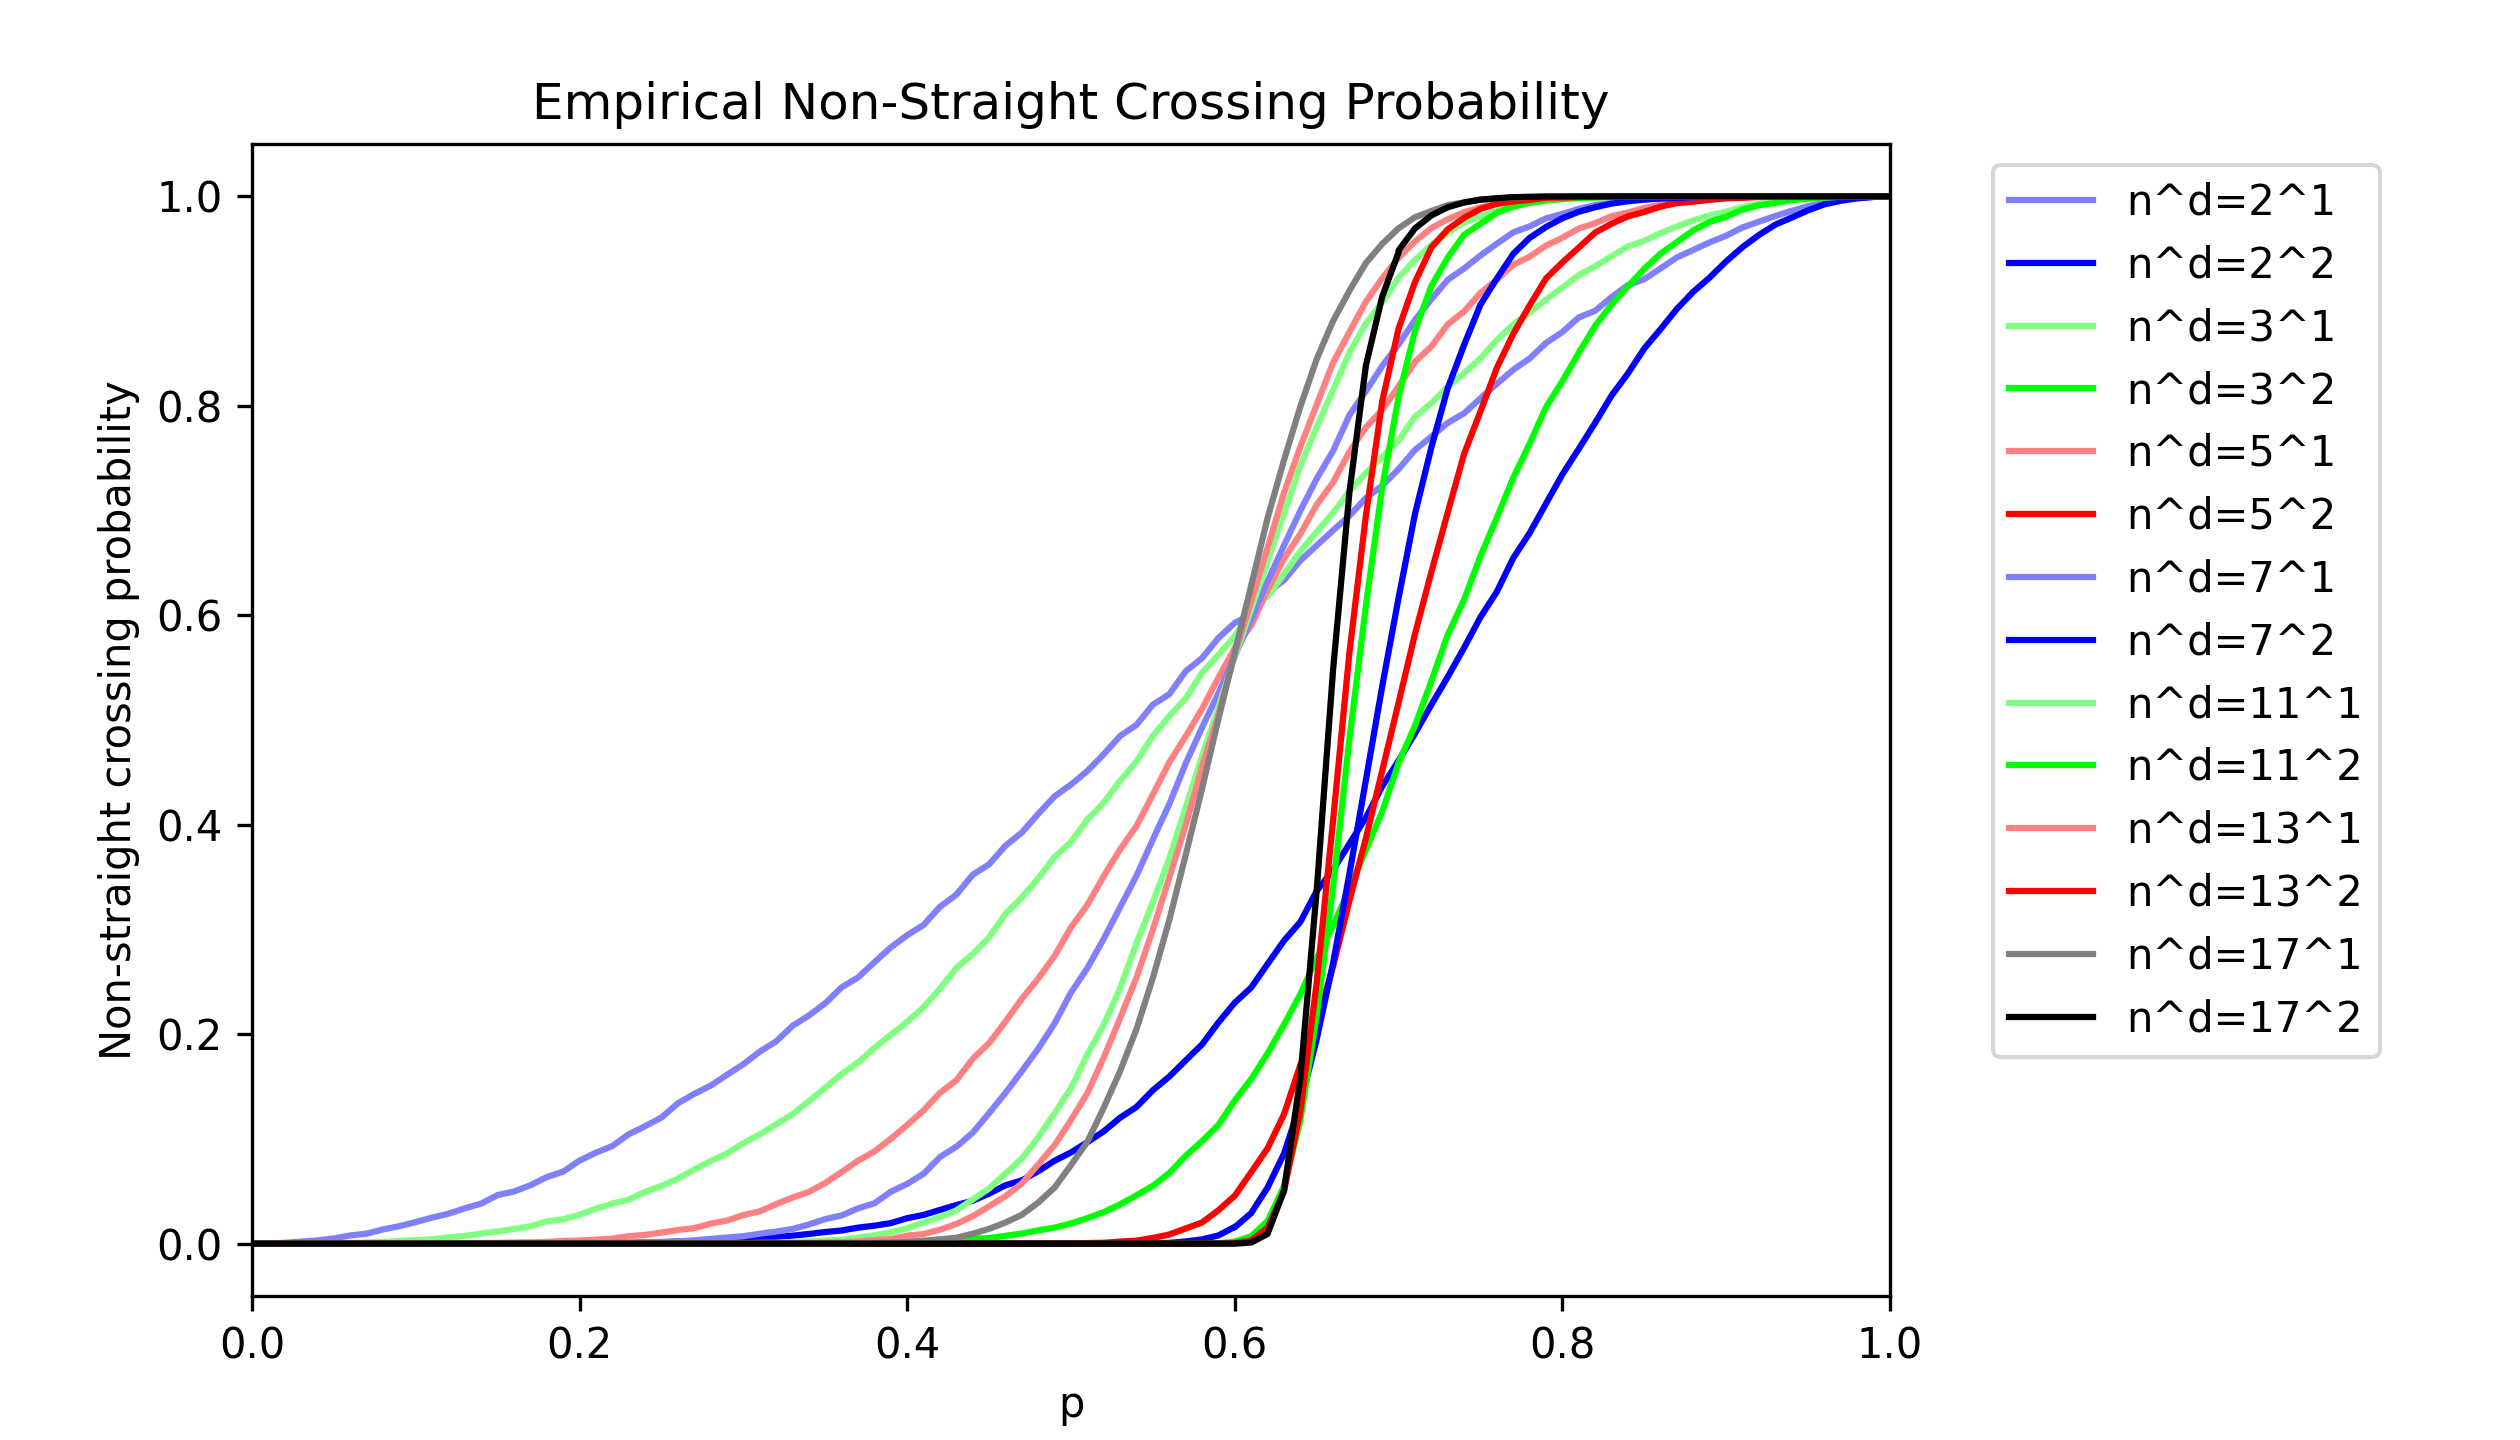 Empirical Non-Straight Crossing Probability
Non-straight crossing probability
1.0
0.8
0.6
0.4
0.2
0.0
0.0 0.2 0.4 0.6 0.8 1.0
p
n^d=2^1
n^d=2^2
n^d=3^1
n^d=3^2
n^d=5^1
n^d=5^2
n^d=7^1
n^d=7^2
n^d=11^1
n^d=11^2
n^d=13^1
n^d=13^2
n^d=17^1
n^d=17^2